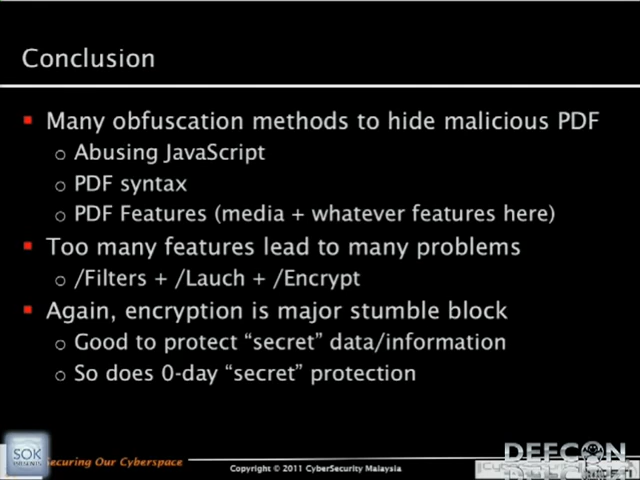 Conclusion
Many obfuscation methods to hide malicious PDF
Abusing JavaScript
PDF syntax
PDF Features (media + whatever features here)
Too many features lead to many problems
/Filters + /Lauch + /Encrypt
Again, encryption is major stumble block
Good to protect “secret” data/information
So does 0-day “secret” protection
SOK
PRESENTS
Securing Our Cyberspace
Copyright © 2011 CyberSecurity Malaysia
DEFCON